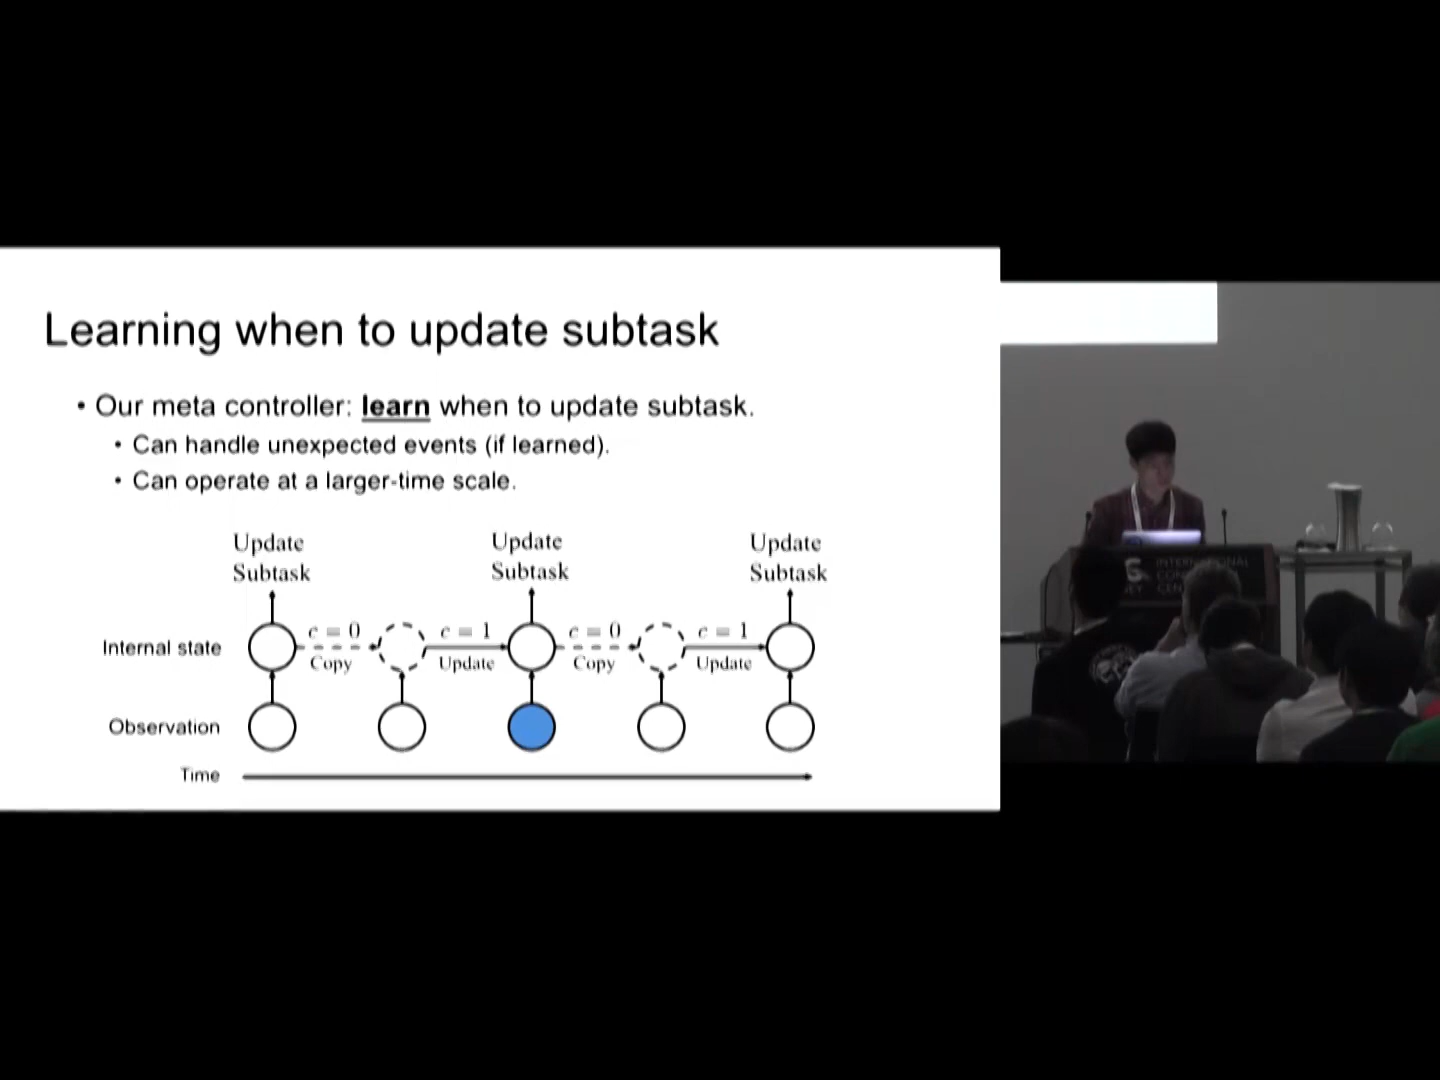 Learning when to update subtask
• Our meta controller: learn when to update subtask.
• Can handle unexpected events (if learned).
• Can operate at a larger-time scale.
Update Subtask
Update Subtask
Update Subtask
Internal state
c = 0
Copy
c = 1
Update
c = 0
Copy
c = 1
Update
Observation
Time
INTERNATIONAL